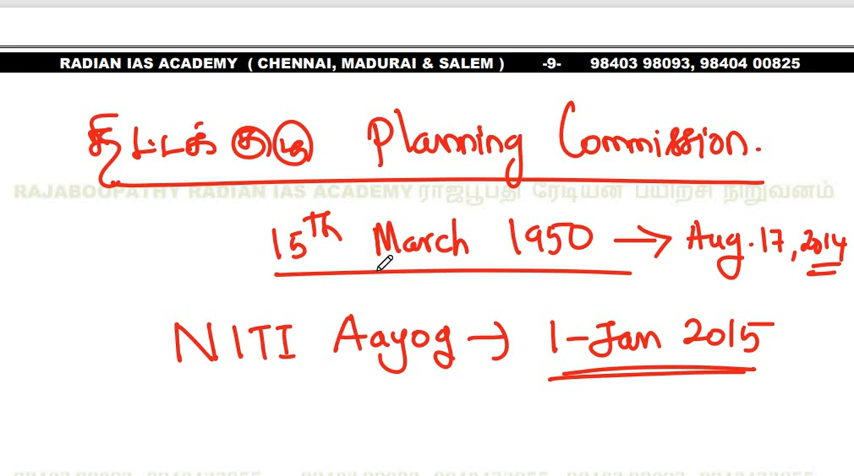 RADIAN IAS ACADEMY ( CHENNAI, MADURAI & SALEM ) -9- 98403 98093, 98404 00825
திட்டக் குழு Planning Commission.
RAJABOOPATHY RADIAN IAS ACADEMY ராஜபூபதி ரேடியன் பயிற்சி நிறுவனம்
15th March 1950 → Aug. 17, 2014
NITI Aayog → 1-Jan 2015